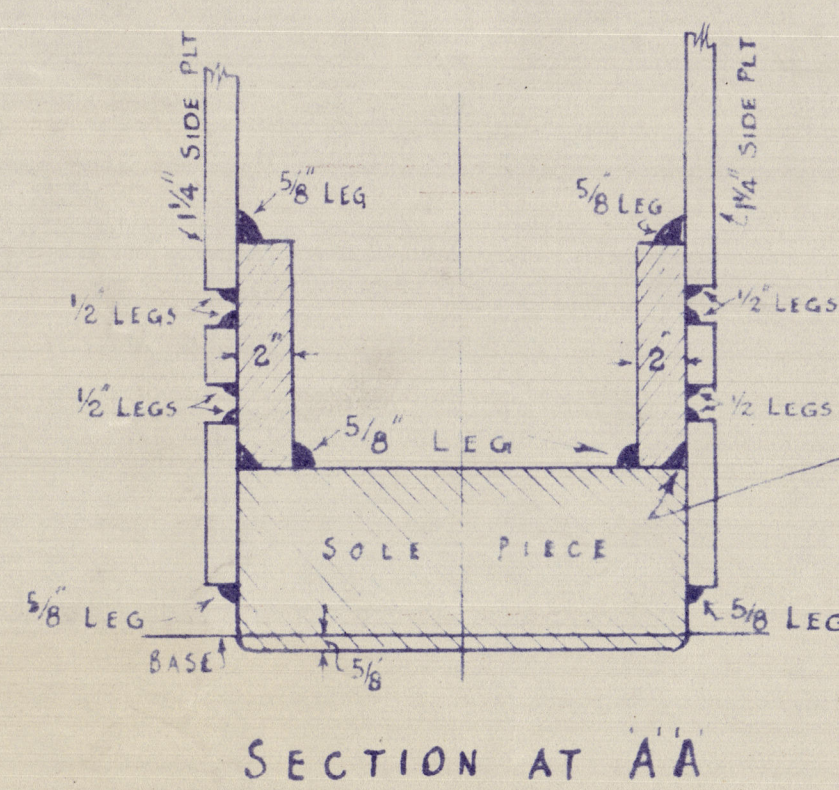 1¼" SIDE PLT
1¼" SIDE PLT
5/8" LEG
5/8" LEG
1/2" LEGS
1/2" LEGS
2"
2"
1/2" LEGS
1/2 LEGS
5/8" LEG
SOLE PIECE
5/8" LEG
5/8 LEG
BASE
5/8"
SECTION AT "A"A"